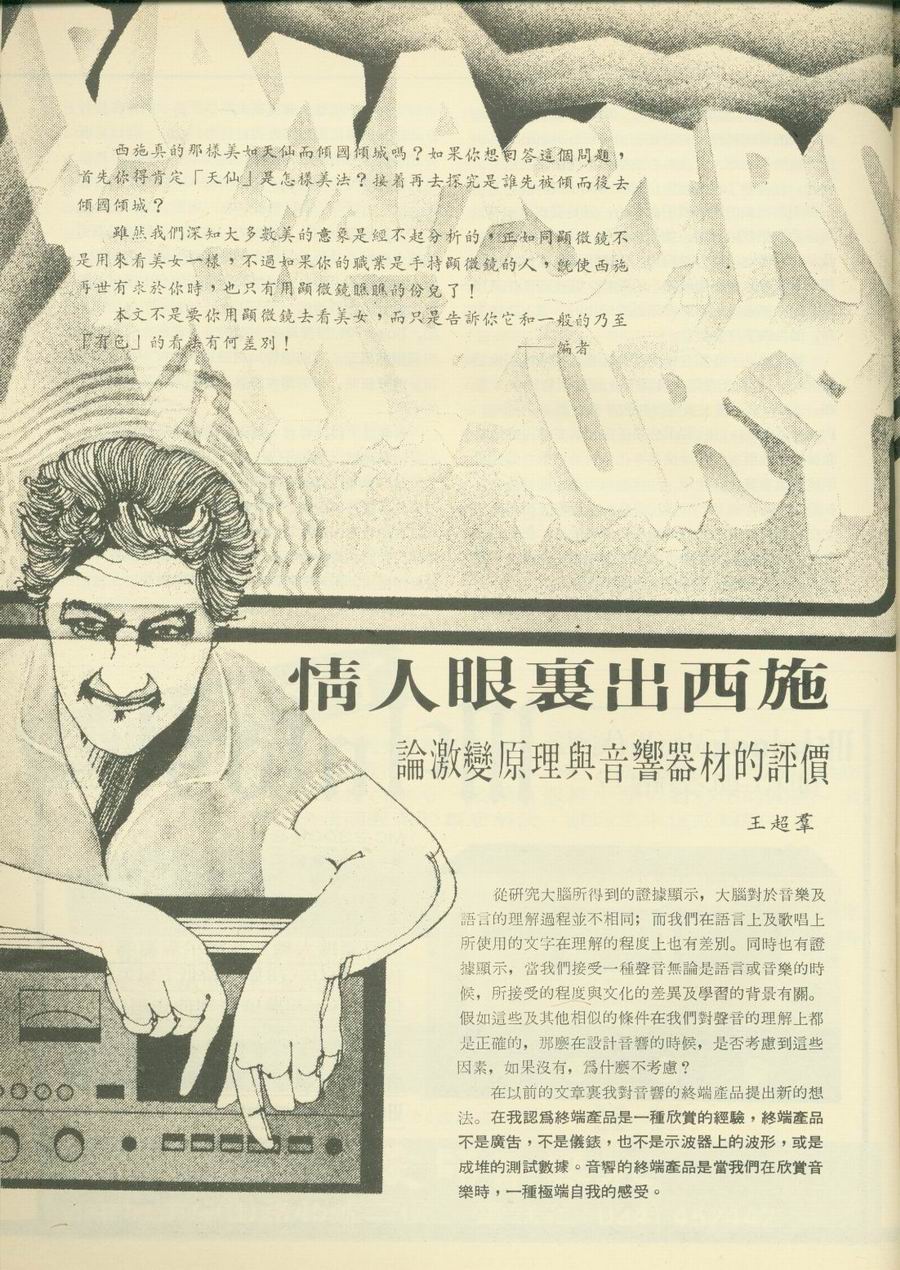 西施真的那樣美如天仙而傾國傾城嗎？如果你想回答這個問題，
首先你得肯定「天仙」是怎樣美法？接着再去探究是誰先被傾而後去
傾國傾城？
雖然我們深知大多數美的意象是經不起分析的，正如同顯微鏡不
是用來看美女一樣，不過如果你的職業是手持顯微鏡的人，旣使西施
再世有求於你時，也只有用顯微鏡瞧瞧的份兒了！
本文不是要你用顯微鏡去看美女，而只是告訴你它和一般的乃至
「有色」的看法有何差別！ ——編者
情人眼裏出西施
論激變原理與音響器材的評價
王超羣
從研究大腦所得到的證據顯示，大腦對於音樂及
語言的理解過程並不相同；而我們在語言上及歌唱上
所使用的文字在理解的程度上也有差別。同時也有證
據顯示，當我們接受一種聲音無論是語言或音樂的時
候，所接受的程度與文化的差異及學習的背景有關。
假如這些及其他相似的條件在我們對聲音的理解上都
是正確的，那麼在設計音響的時候，是否考慮到這些
因素，如果沒有，爲什麼不考慮？
在以前的文章裏我對音響的終端產品提出新的想
法。在我認爲終端產品是一種欣賞的經驗，終端產品
不是廣告，不是儀錶，也不是示波器上的波形，或是
成堆的測試數據。音響的終端產品是當我們在欣賞音
樂時，一種極端自我的感受。